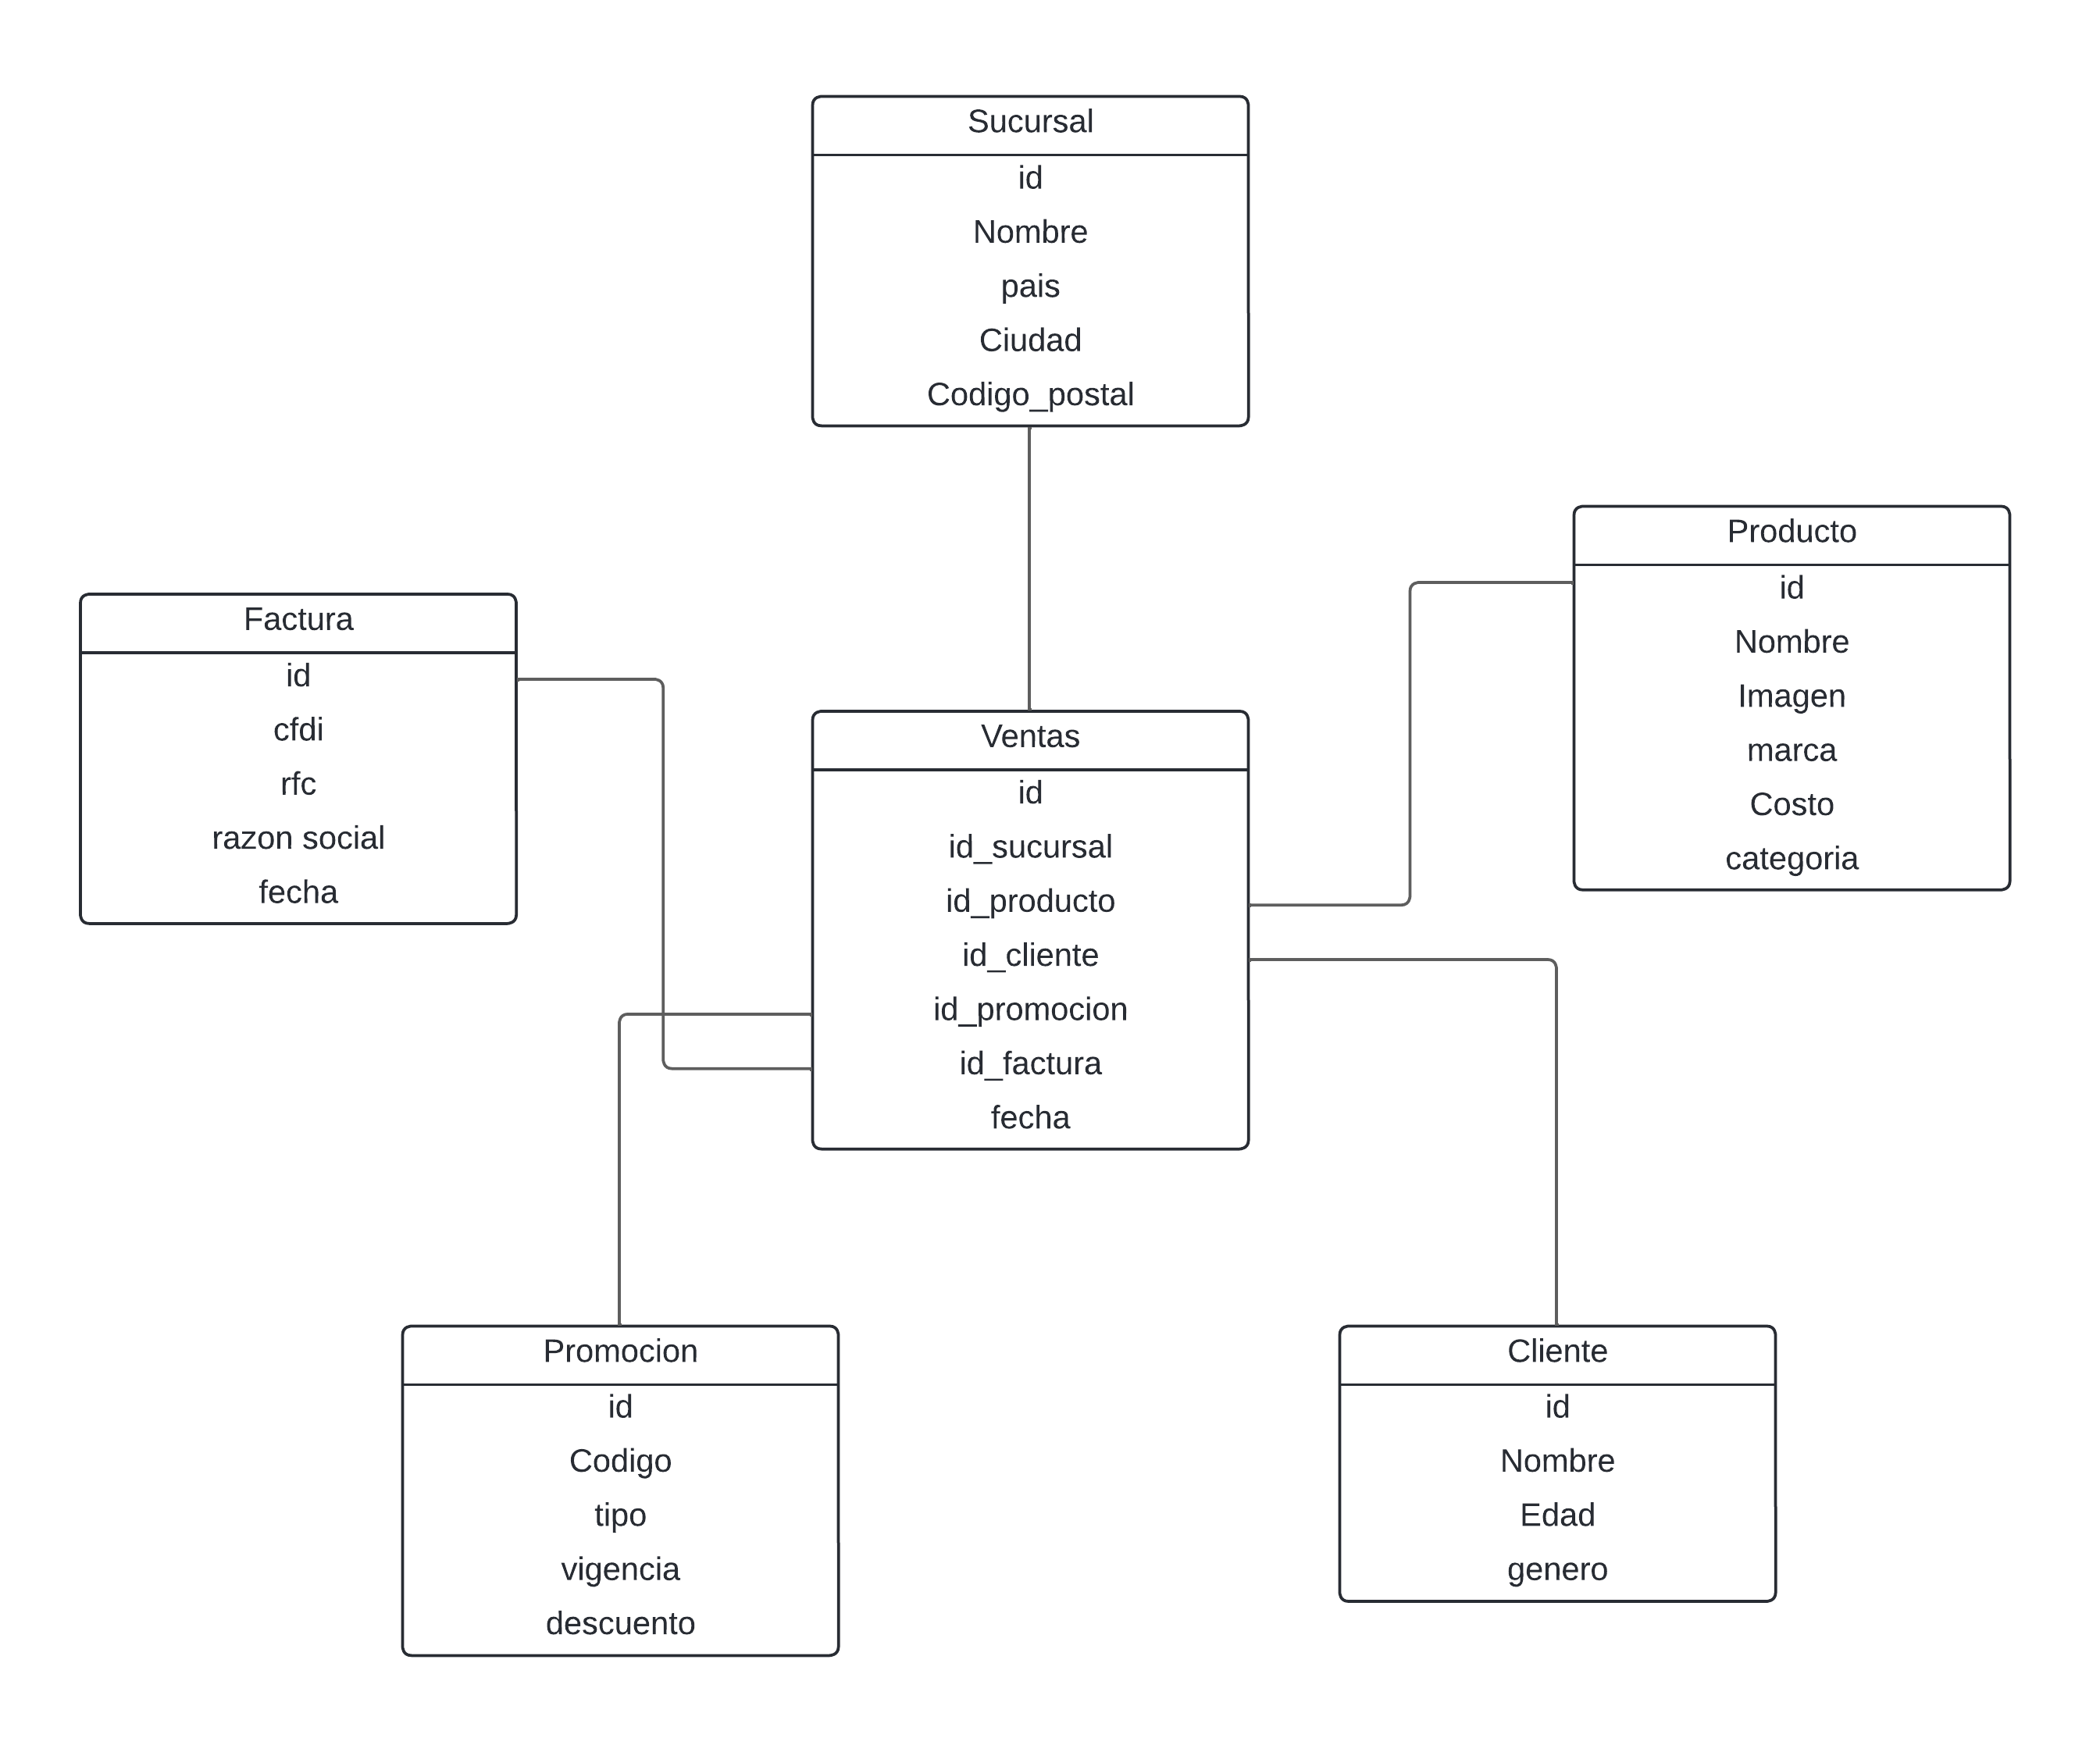 Sucursal
id
Nombre
pais
Ciudad
Codigo_postal
Producto
id
Nombre
Imagen
marca
Costo
categoria
Factura
id
cfdi
rfc
razon social
fecha
Ventas
id
id_sucursal
id_producto
id_cliente
id_promocion
id_factura
fecha
Promocion
id
Codigo
tipo
vigencia
descuento
Cliente
id
Nombre
Edad
genero